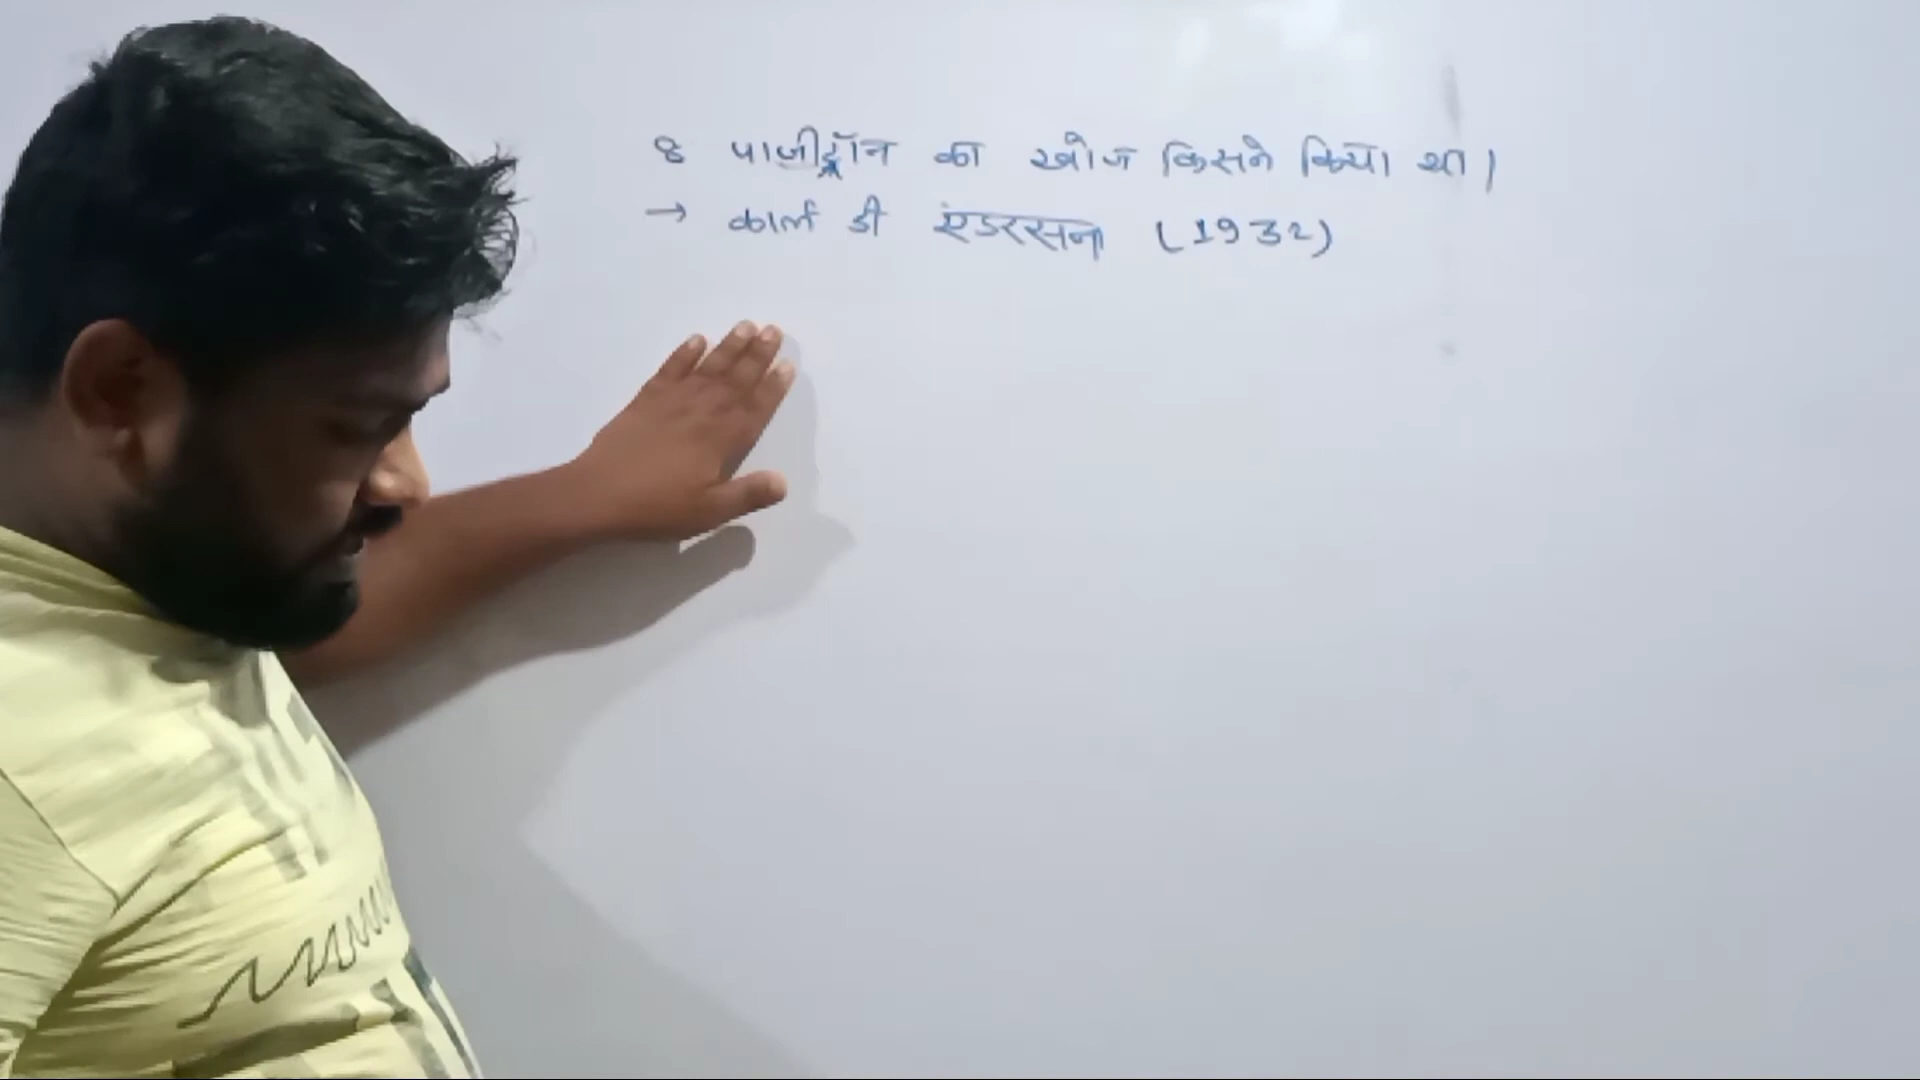 8 पाजीट्रॉन का खोज किसने किया था।
→ कार्ल डी एंडरसन (1932)